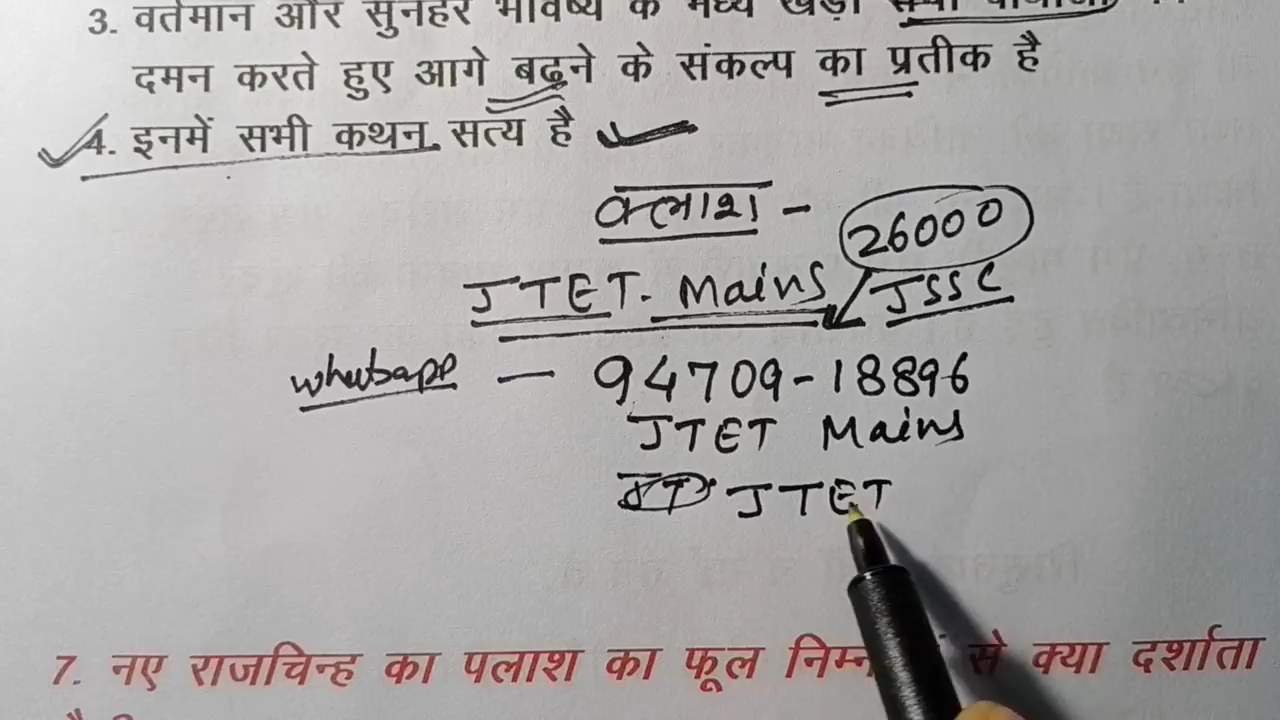 3. वर्तमान और सुनहरे भविष्य के मध्य खड़ी
दमन करते हुए आगे बढ़ने के संकल्प का प्रतीक है
4. इनमें सभी कथन सत्य है
क्लाश - 26000
JTET. Mains / JSSC
whatsapp - 94709-18896
JTET Mains
JTET
7. नए राजचिन्ह का पलाश का फूल निम्न से क्या दर्शाता